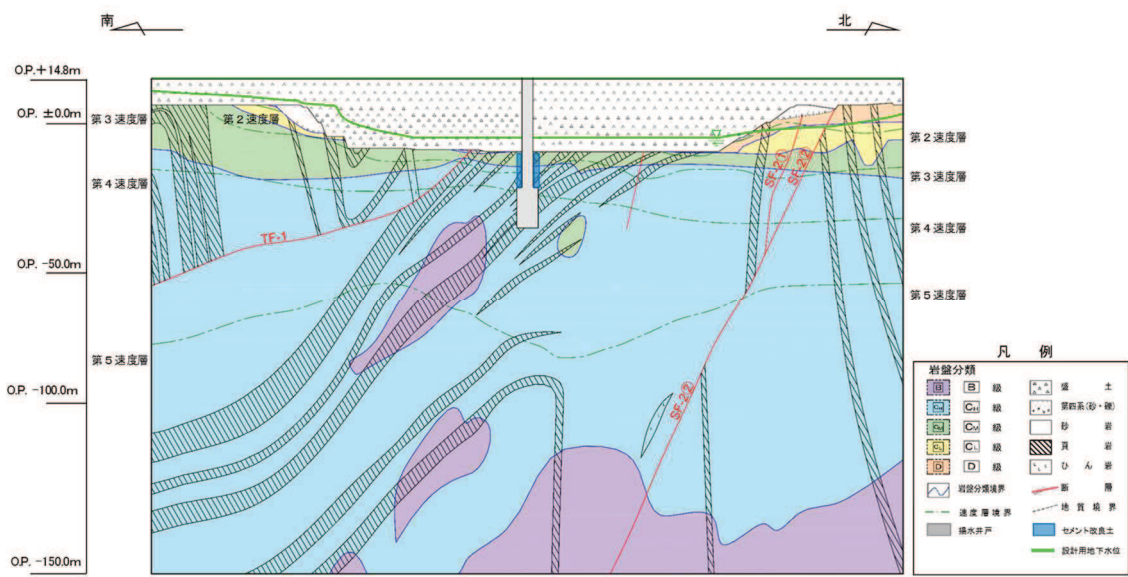 南
北
O.P.+14.8m
O.P. ±0.0m
O.P. -50.0m
O.P. -100.0m
O.P. -150.0m
第3速度層
第2速度層
第4速度層
第5速度層
TF-1
SF-2①
SF-2②
SF-2②
第2速度層
第3速度層
第4速度層
第5速度層
凡 例
岩盤分類
B B 級
CH CH 級
CM CM 級
CL CL 級
D D 級
岩盤分類境界
速度層境界
揚水井戸
盛 土
第四系(砂・礫)
砂 岩
頁 岩
ひん 岩
断 層
地質境界
セメント改良土
設計用地下水位